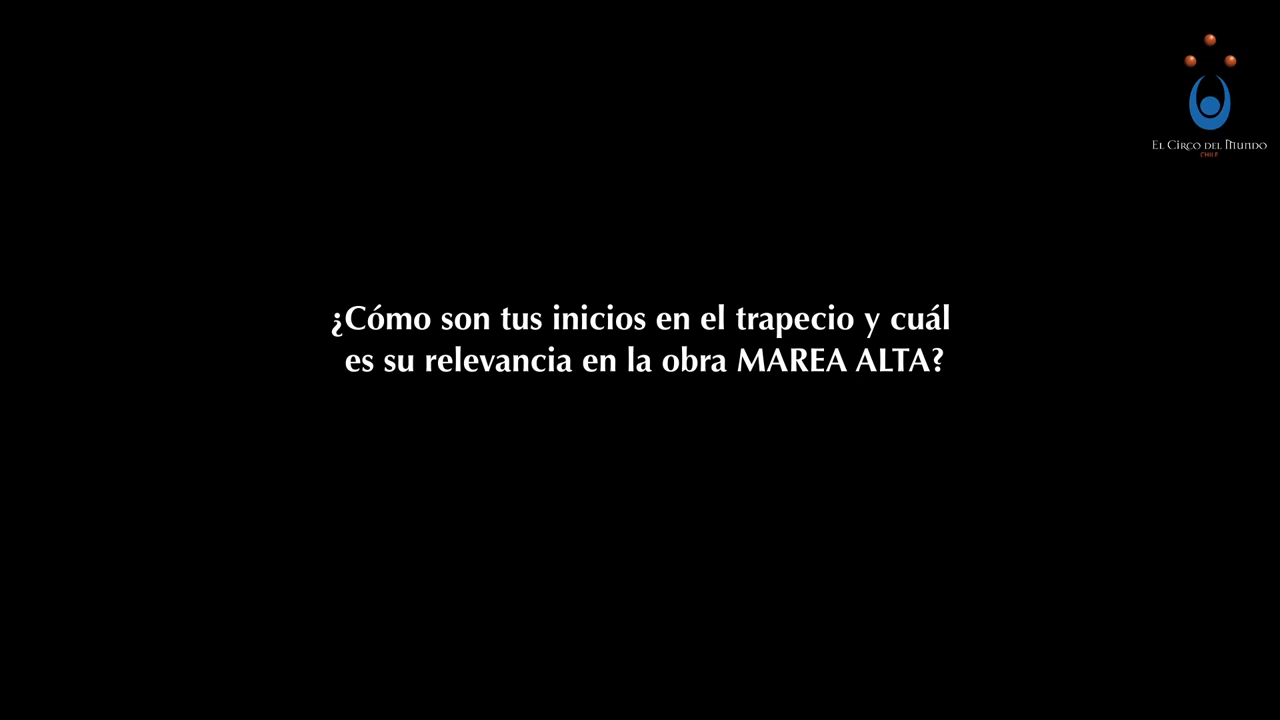 EL CIRCO DEL MUNDO
CHILE
¿Cómo son tus inicios en el trapecio y cuál
es su relevancia en la obra MAREA ALTA?